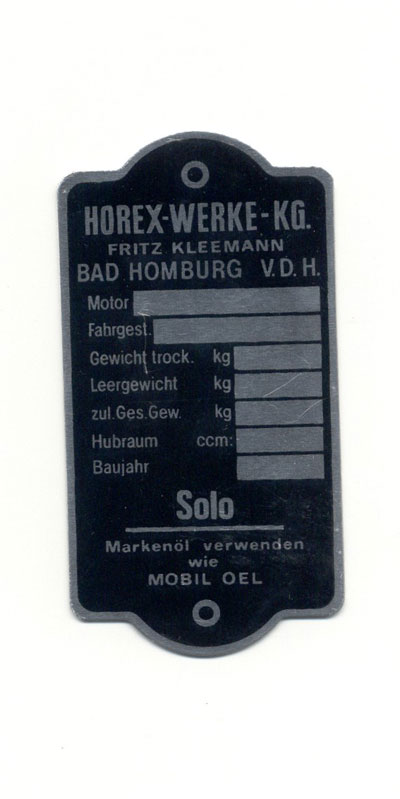 HOREX-WERKE-KG.
FRITZ KLEEMANN
BAD HOMBURG V.D.H.
Motor
Fahrgest.
Gewicht trock. kg
Leergewicht kg
zul.Ges.Gew. kg
Hubraum ccm:
Baujahr
Solo
Markenöl verwenden
wie
MOBIL OEL